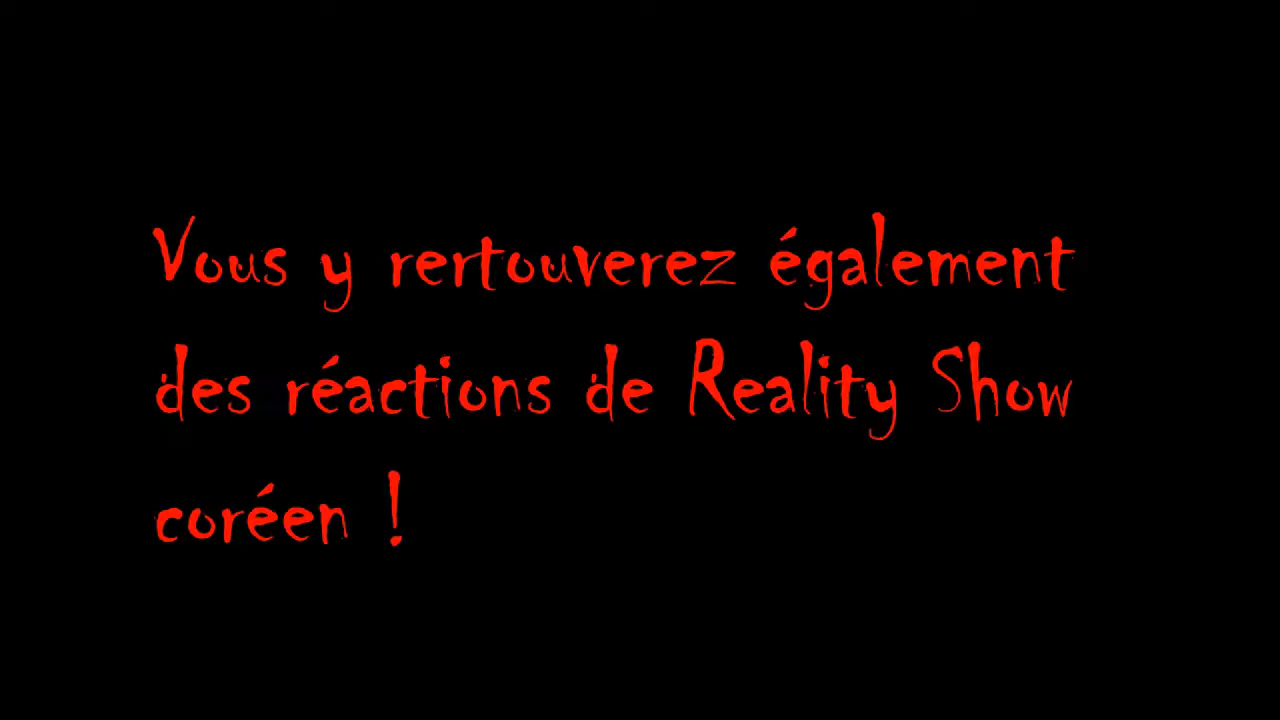 Vous y rertouverez également
des réactions de Reality Show
coréen !